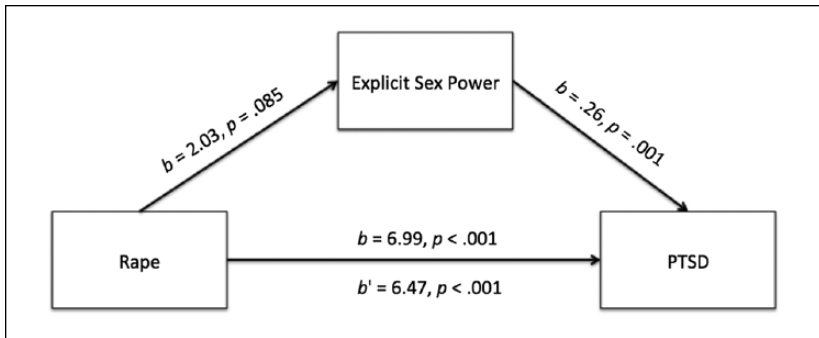 Explicit Sex Power
b = 2.03, p = .085
b = .26, p = .001
Rape
b = 6.99, p < .001
b' = 6.47, p < .001
PTSD